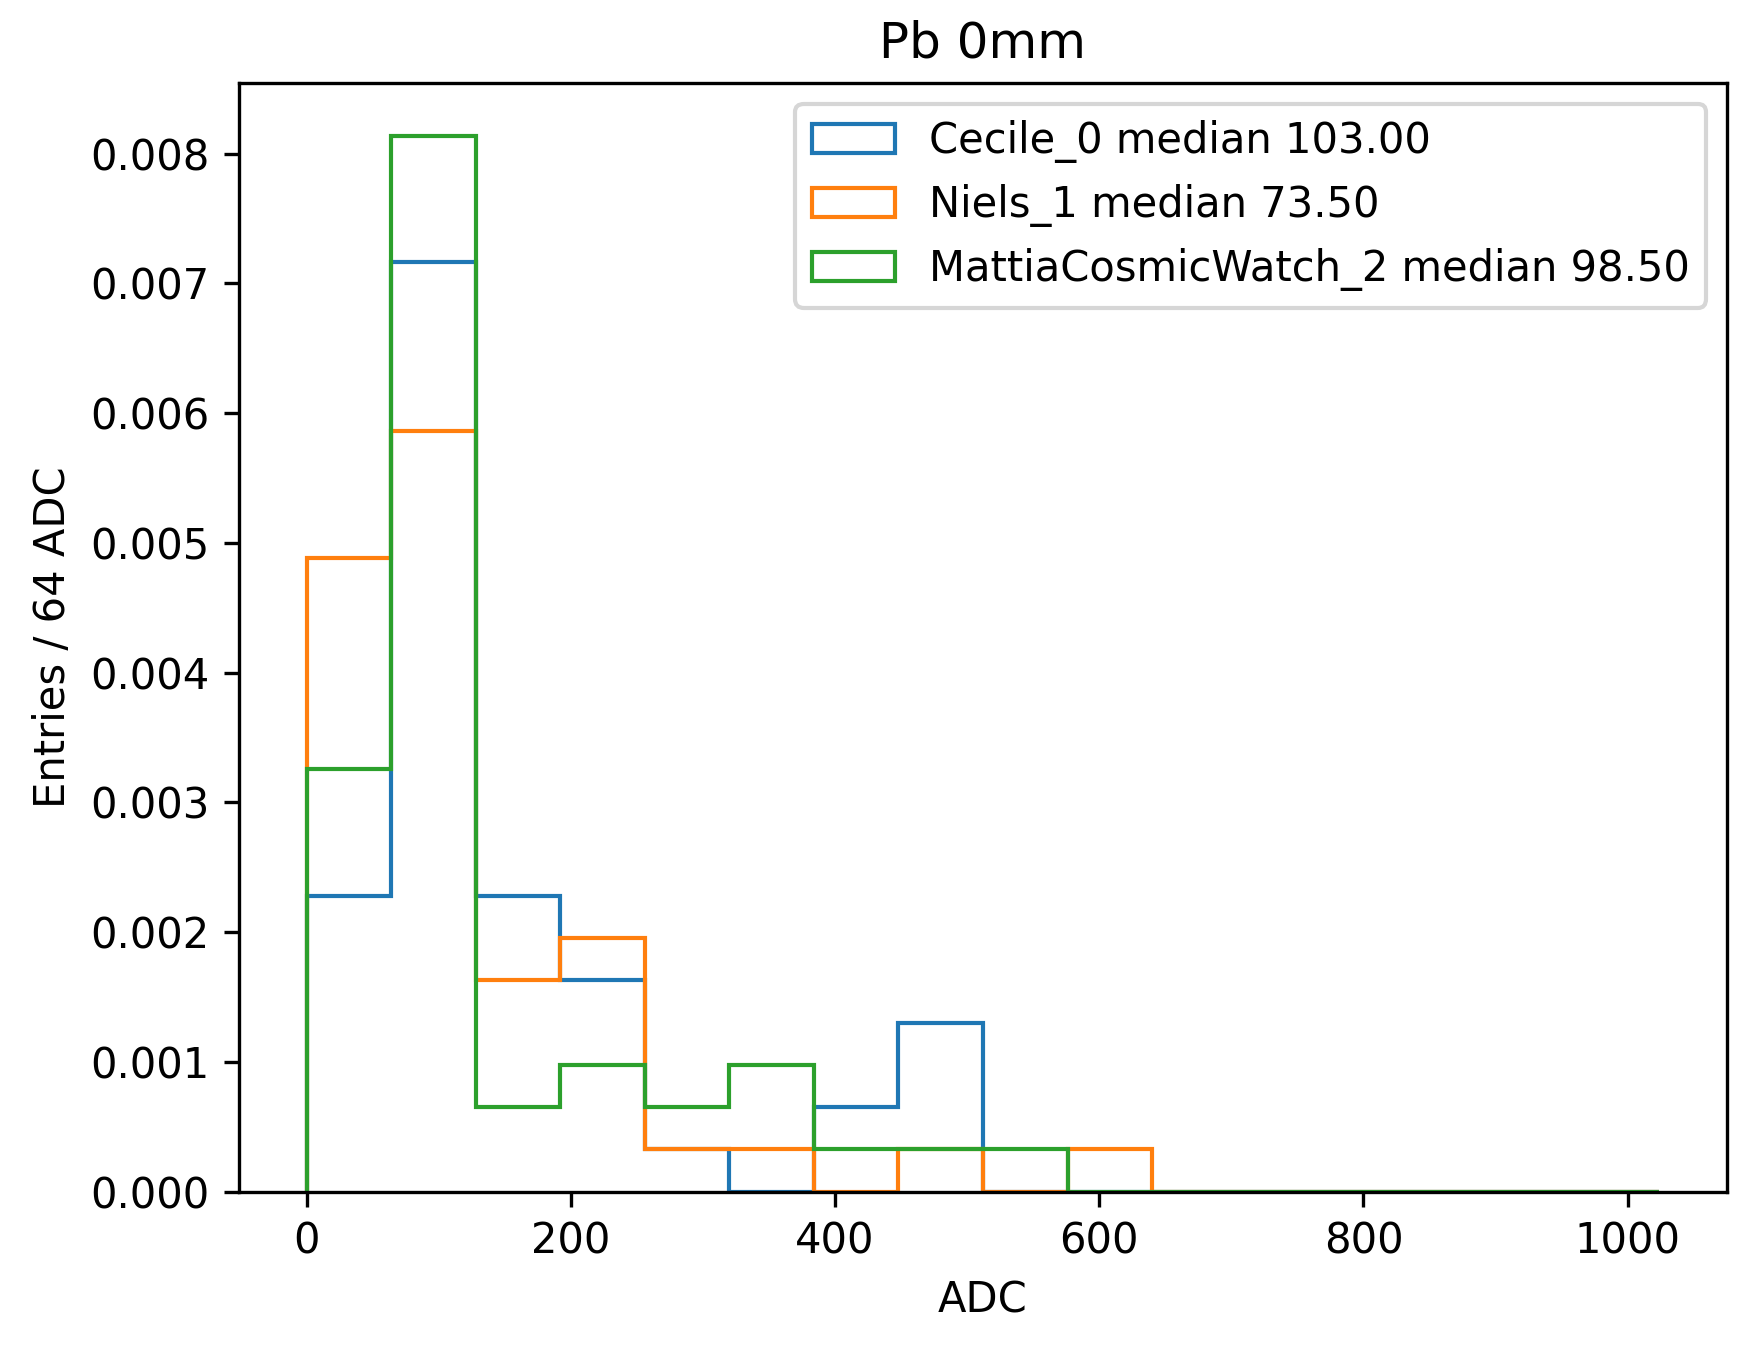 Pb 0mm
Cecile_0 median 103.00
Niels_1 median 73.50
MattiaCosmicWatch_2 median 98.50
Entries / 64 ADC
0.008
0.007
0.006
0.005
0.004
0.003
0.002
0.001
0.000
0 200 400 600 800 1000
ADC